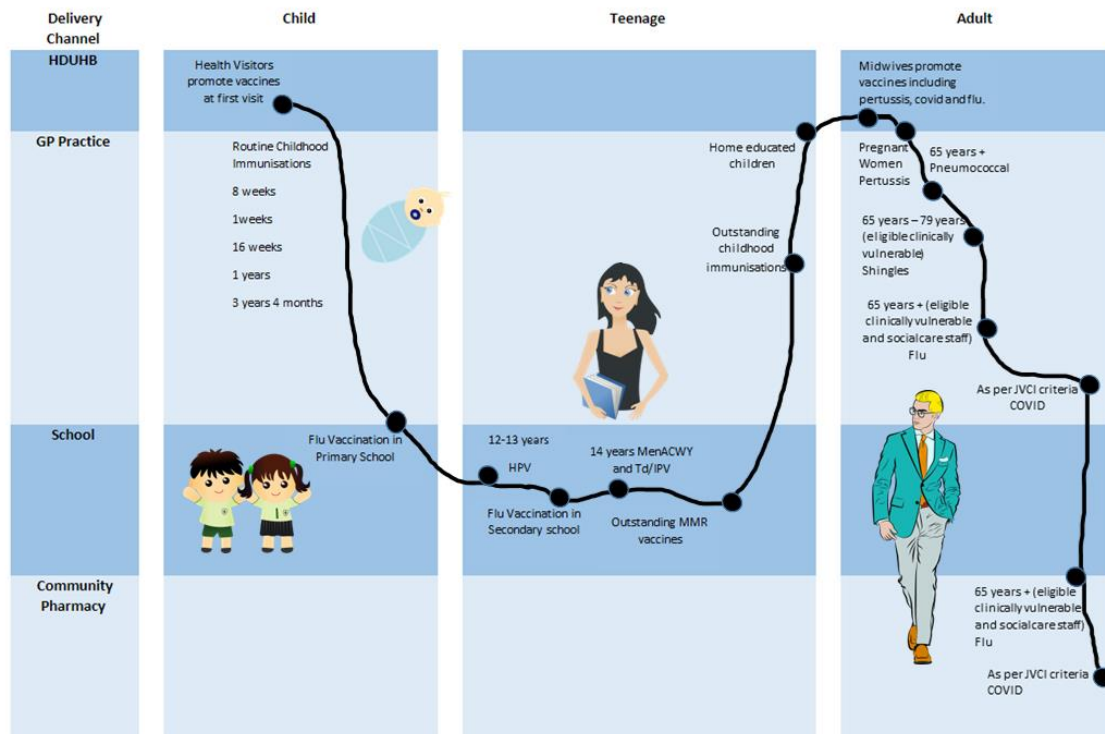 Delivery
Channel
Child
Teenage
Adult
HDUHB
Health Visitors
promote vaccines
at first visit
Midwives promote
vaccines including
pertussis, covid and flu.
GP Practice
Routine Childhood
Immunisations
8 weeks
1weeks
16 weeks
1 years
3 years 4 months
Home educated
children
Outstanding
childhood
immunisations
Pregnant
Women
Pertussis
65 years +
Pneumococcal
65 years – 79 years
(eligible clinically
vulnerable)
Shingles
65 years + (eligible
clinically vulnerable
and social care staff)
Flu
As per JVCI criteria
COVID
School
Flu Vaccination in
Primary School
12-13 years
HPV
Flu Vaccination in
Secondary school
14 years MenACWY
and Td/IPV
Outstanding MMR
vaccines
Community
Pharmacy
65 years + (eligible
clinically vulnerable
and social care staff)
Flu
As per JVCI criteria
COVID